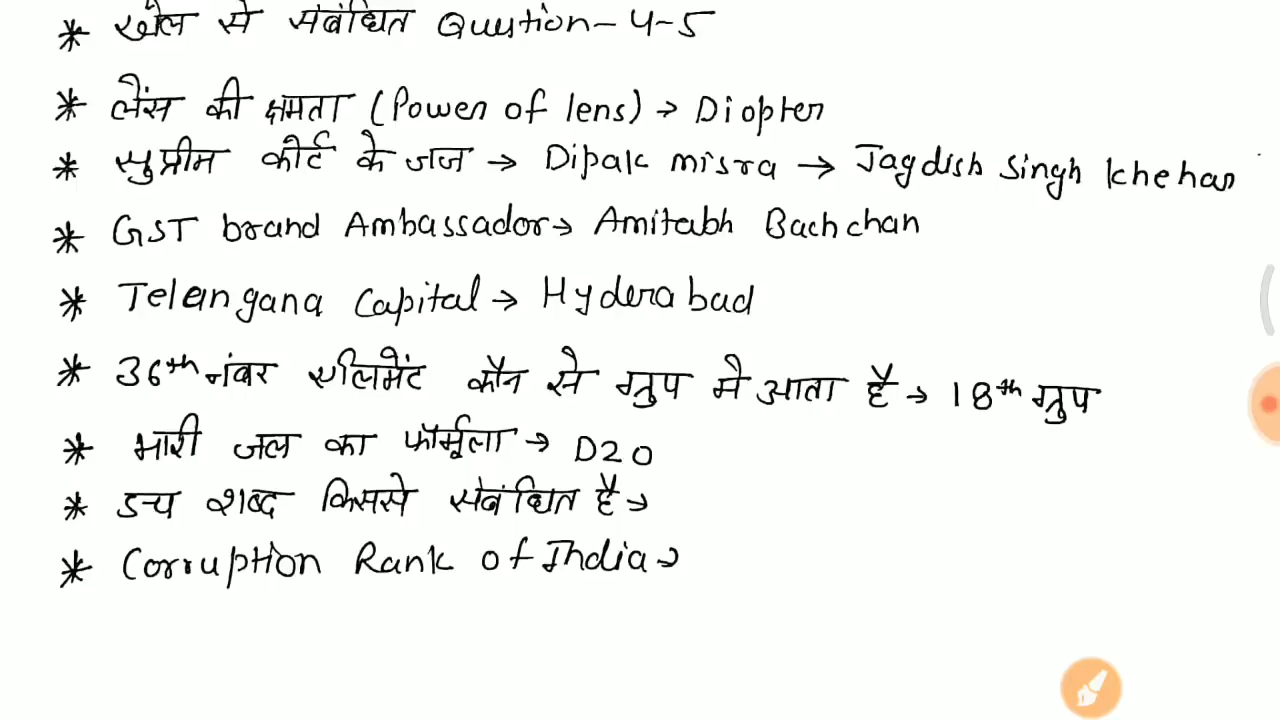 * खेल से संबंधित Question - 4-5
* लेंस की क्षमता (Power of lens) → Diopter
* सुप्रीम कोर्ट के जज → Dipak misra → Jagdish Singh Khehar
* GST brand Ambassador → Amitabh Bachchan
* Telangana Capital → Hyderabad
* 36th नंबर एलिमेंट कौन से ग्रुप मे आता है → 18th ग्रुप
* भारी जल का फॉर्मूला → D2O
* डच शब्द किससे संबंधित है →
* Corruption Rank of India →